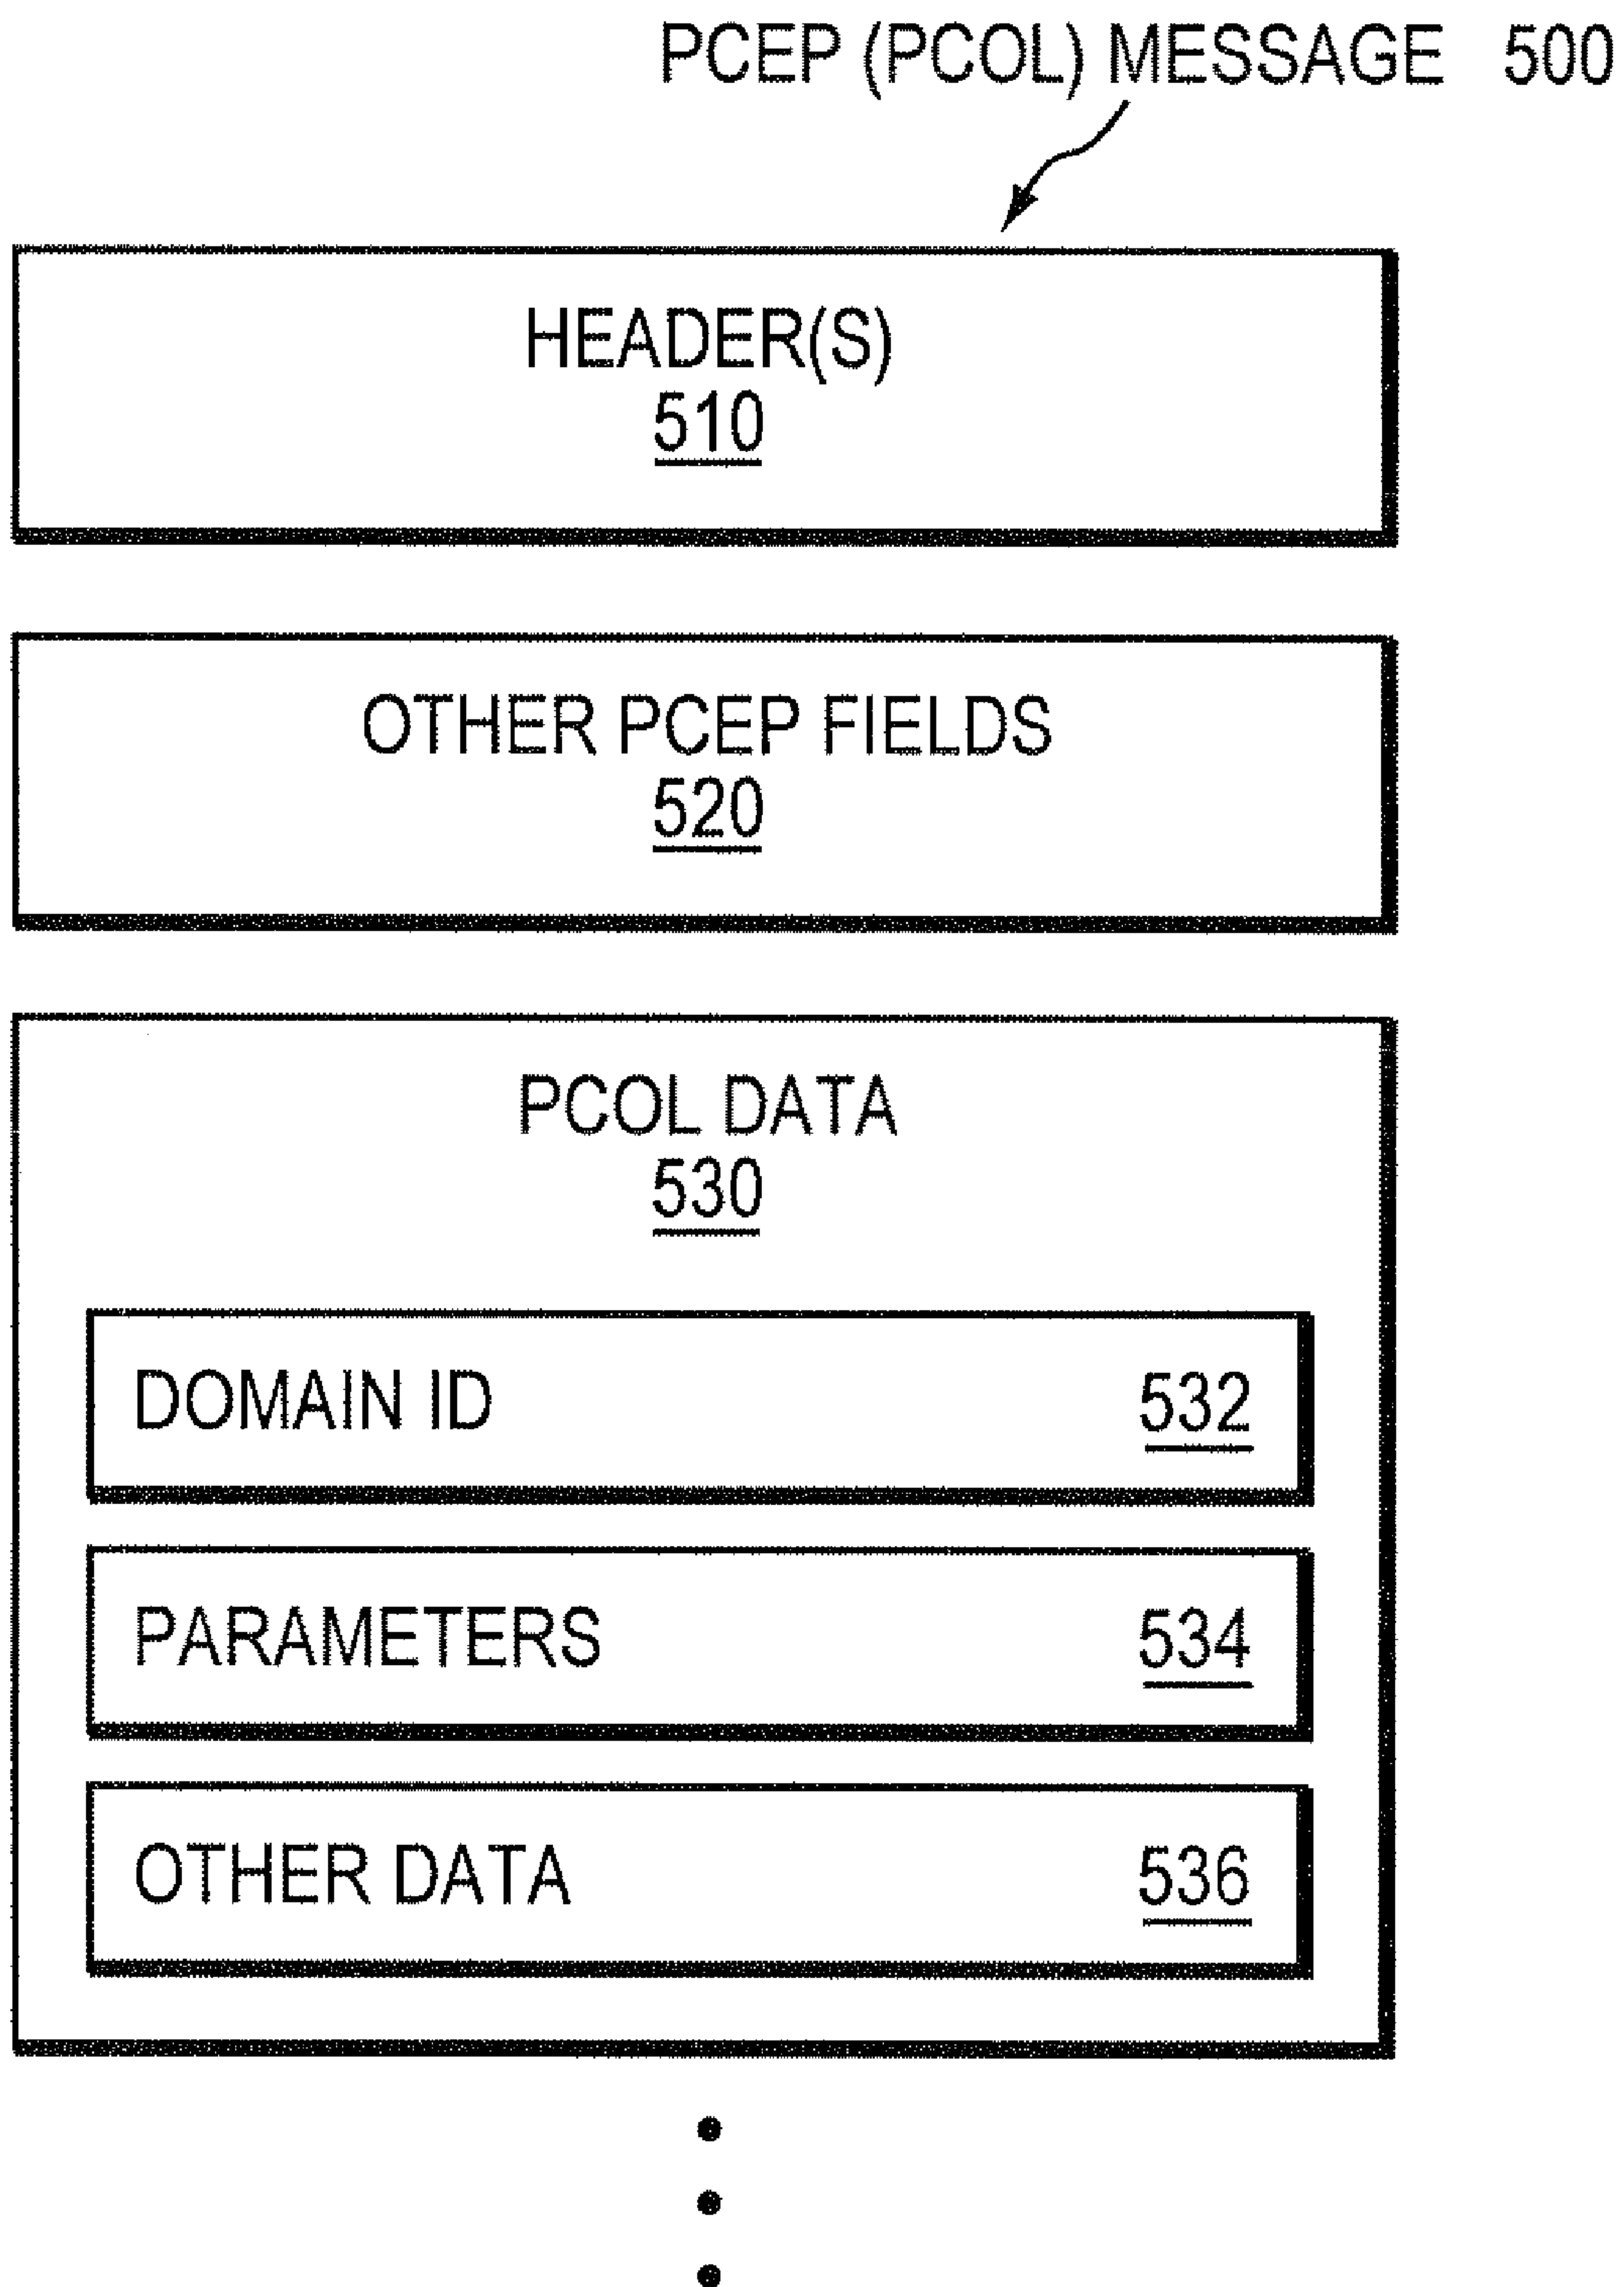 PCEP (PCOL) MESSAGE 500
HEADER(S)
510
OTHER PCEP FIELDS
520
PCOL DATA
530
DOMAIN ID 532
PARAMETERS 534
OTHER DATA 536